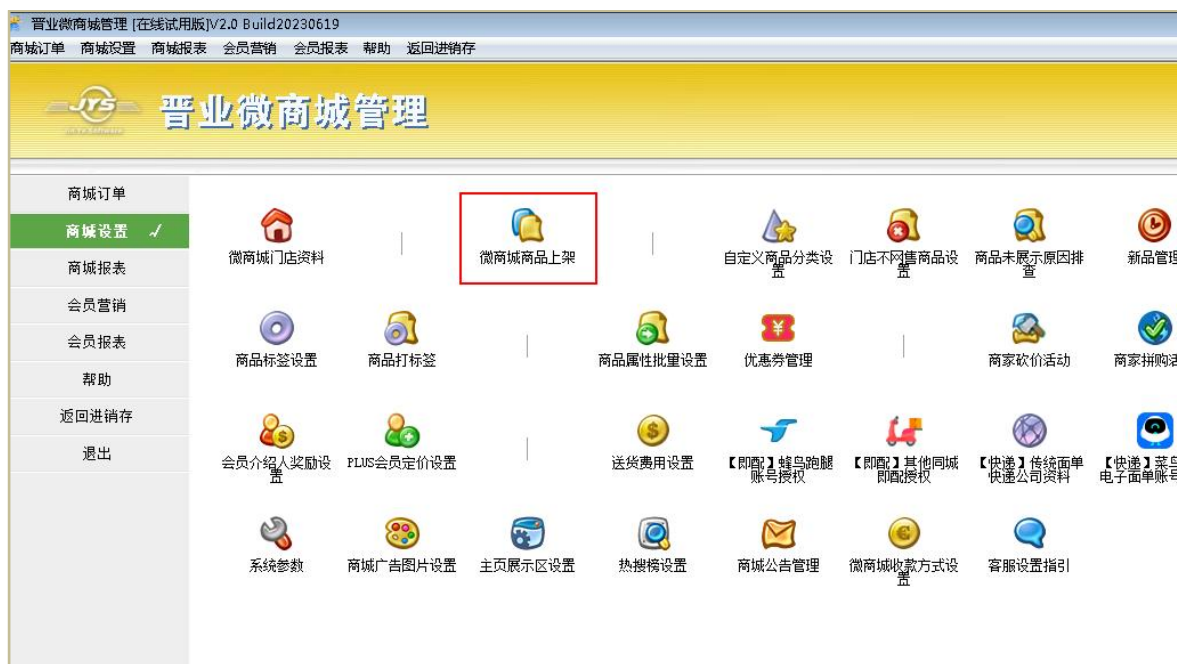 晋业微商城管理 [在线试用版]V2.0 Build20230619
商城订单 商城设置 商城报表 会员营销 会员报表 帮助 返回进销存
JYS
晋业微商城管理
商城订单
商城设置 ✓
商城报表
会员营销
会员报表
帮助
返回进销存
退出
微商城门店资料
微商城商品上架
自定义商品分类设
置
门店不网售商品设
置
商品未展示原因排
查
新品管理
商品标签设置
商品打标签
商品属性批量设置
优惠券管理
商家砍价活动
商家拼购活
会员介绍人奖励设
置
PLUS会员定价设置
送货费用设置
【即配】蜂鸟跑腿
账号授权
【即配】其他同城
即配授权
【快递】传统面单
快递公司资料
【快递】菜鸟
电子面单账号
系统参数
商城广告图片设置
主页展示区设置
热搜榜设置
商城公告管理
微商城收款方式设
置
客服设置指引